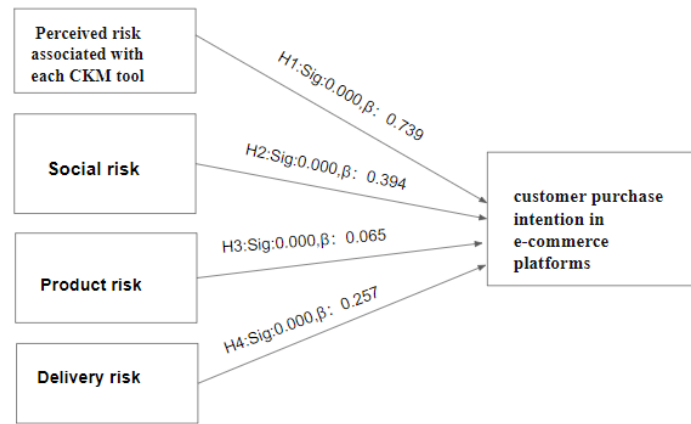 Perceived risk
associated with
each CKM tool
H1:Sig:0.000,β: 0.739
Social risk
H2:Sig:0.000,β: 0.394
customer purchase
intention in
e-commerce
platforms
H3:Sig:0.000,β: 0.065
Product risk
H4:Sig:0.000,β: 0.257
Delivery risk